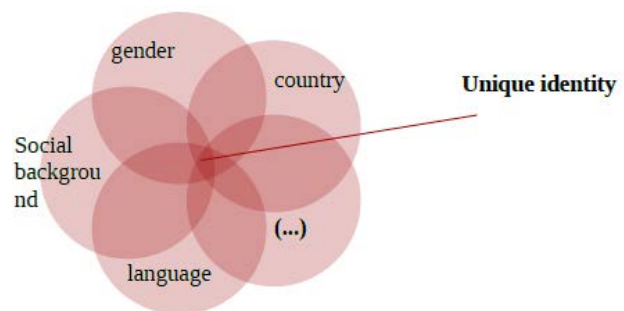 gender
country
Unique identity
Social
backgrou
nd
(...)
language